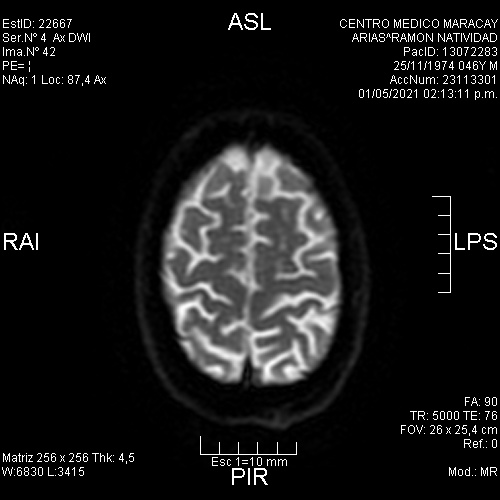 EstID: 22667
Ser.Nº 4 Ax DWI
Ima.Nº 42
PE= ¦
NAq: 1 Loc: 87,4 Ax
ASL
CENTRO MEDICO MARACAY
ARIAS^RAMON NATIVIDAD
PacID: 13072283
25/11/1974 046Y M
AccNum: 23113301
01/05/2021 02:13:11 p.m.
RAI
LPS
FA: 90
TR: 5000 TE: 76
FOV: 26 x 25,4 cm
Ref.: 0
Matriz 256 x 256 Thk: 4,5
W:6830 L:3415
Esc 1=10 mm
PIR
Mod.: MR